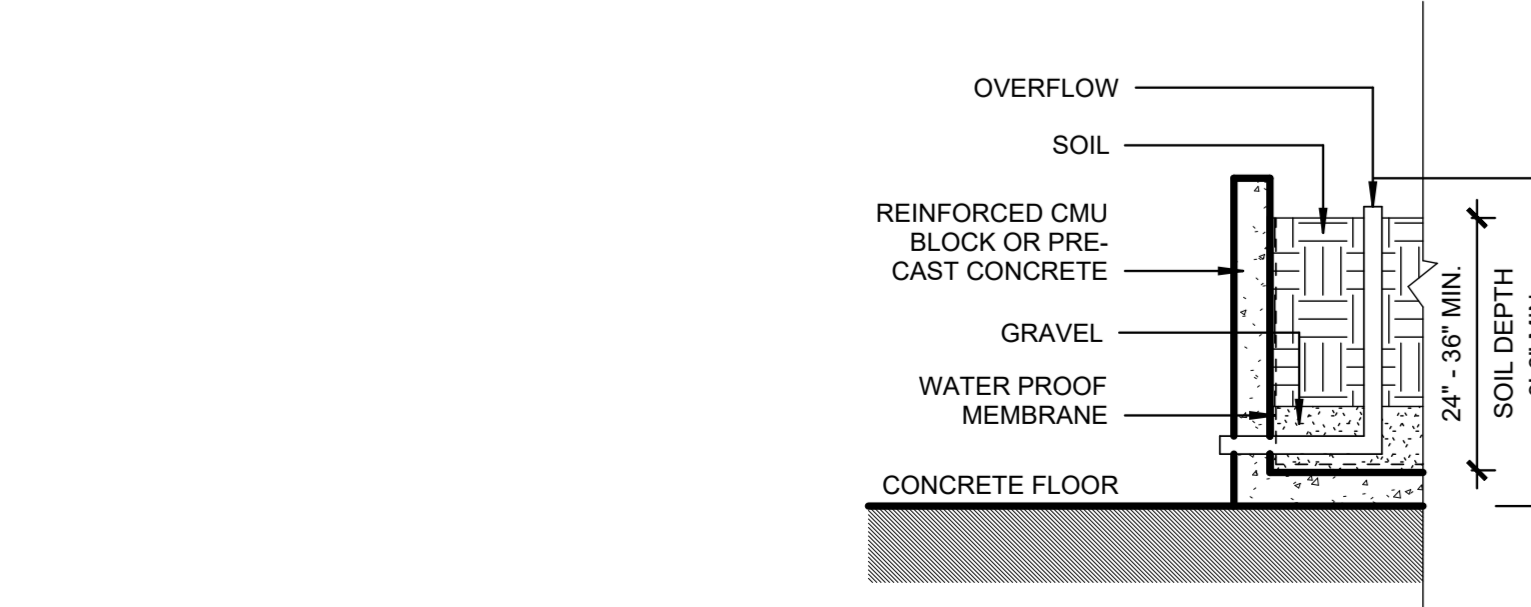 OVERFLOW
SOIL
REINFORCED CMU
BLOCK OR PRE-
CAST CONCRETE
GRAVEL
WATER PROOF
MEMBRANE
CONCRETE FLOOR
24" - 36" MIN.
SOIL DEPTH